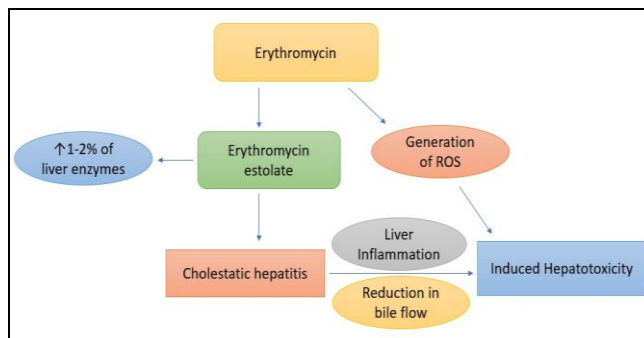 Erythromycin
↑1-2% of
liver enzymes
Erythromycin
estolate
Generation
of ROS
Liver
Inflammation
Cholestatic hepatitis
Induced Hepatotoxicity
Reduction in
bile flow